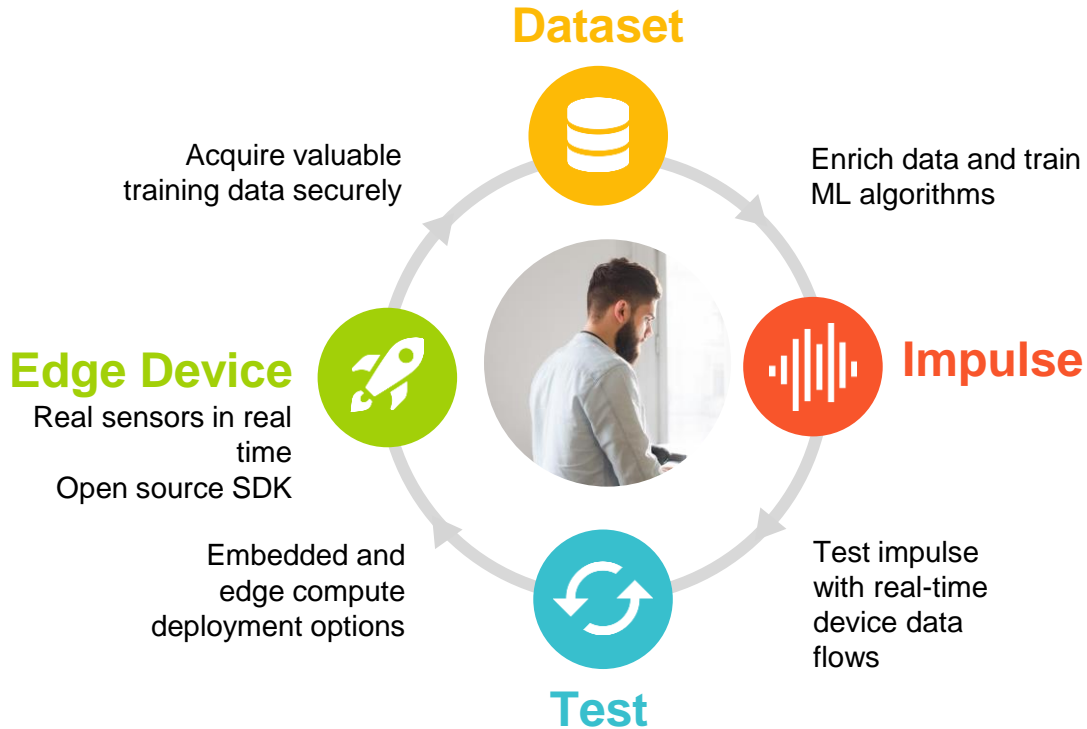 Dataset
Acquire valuable
training data securely
Enrich data and train
ML algorithms
Edge Device
Real sensors in real
time
Open source SDK
Impulse
Embedded and
edge compute
deployment options
Test impulse
with real-time
device data
flows
Test